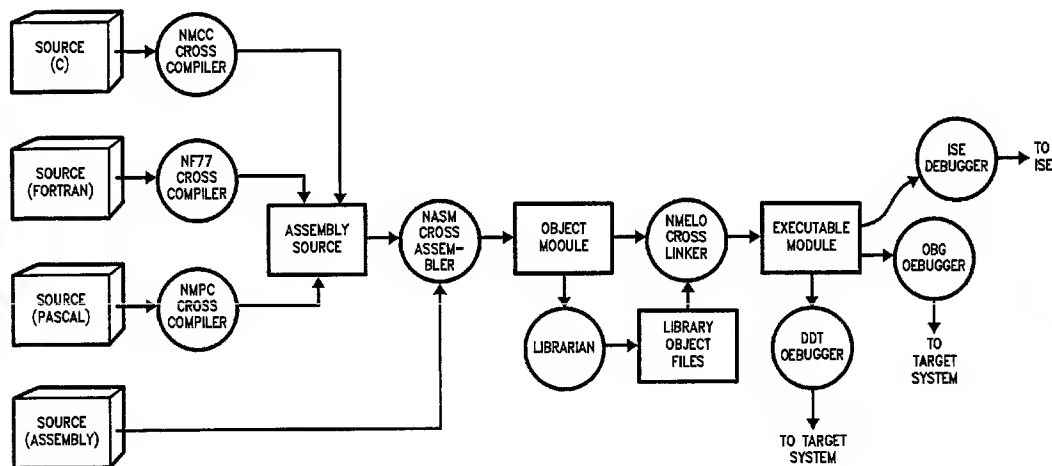 SOURCE
(C)
NMCC
CROSS
COMPILER
SOURCE
(FORTRAN)
NF77
CROSS
COMPILER
SOURCE
(PASCAL)
NMPC
CROSS
COMPILER
SOURCE
(ASSEMBLY)
ASSEMBLY
SOURCE
NASM
CROSS
ASSEM-
BLER
OBJECT
MOOULE
LIBRARIAN
LIBRARY
OBJECT
FILES
NMELO
CROSS
LINKER
EXECUTABLE
MODULE
ISE
DEBUGGER
TO
ISE
OBG
OEBUGGER
TO
TARGET
SYSTEM
DDT
OEBUGGER
TO TARGET
SYSTEM